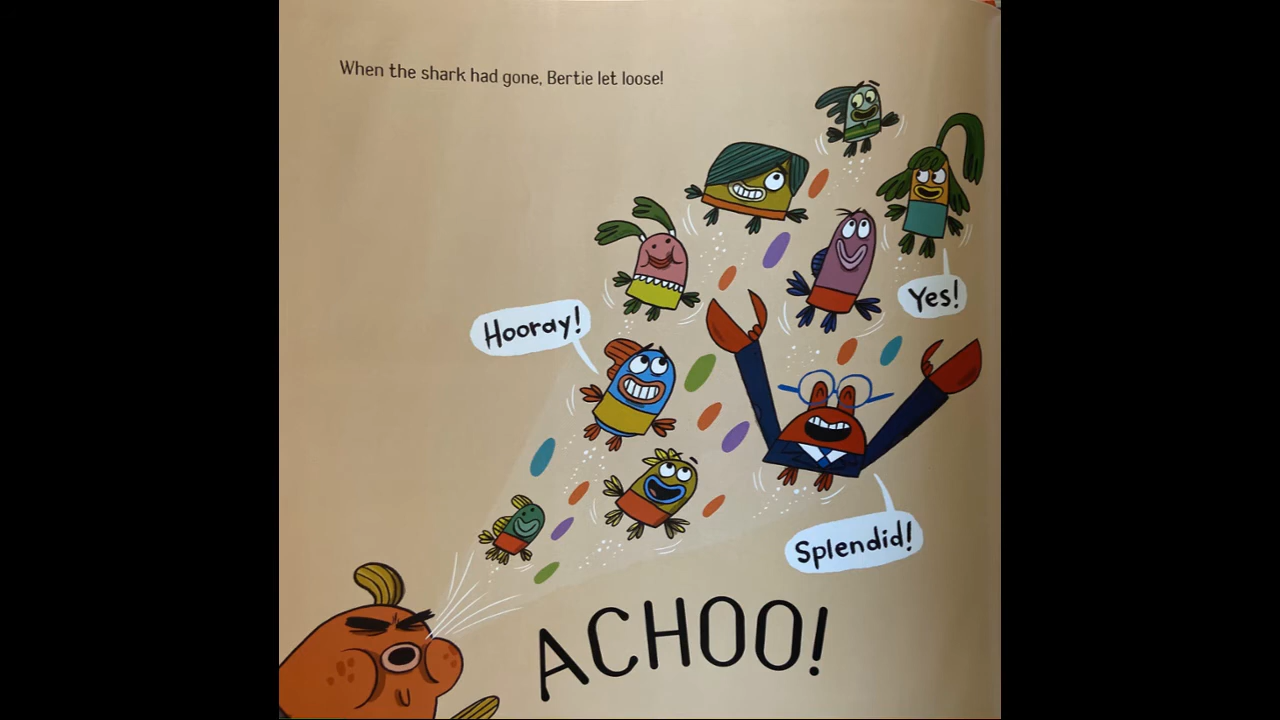 When the shark had gone, Bertie let loose!
Yes!
Hooray!
Splendid!
ACHOO!